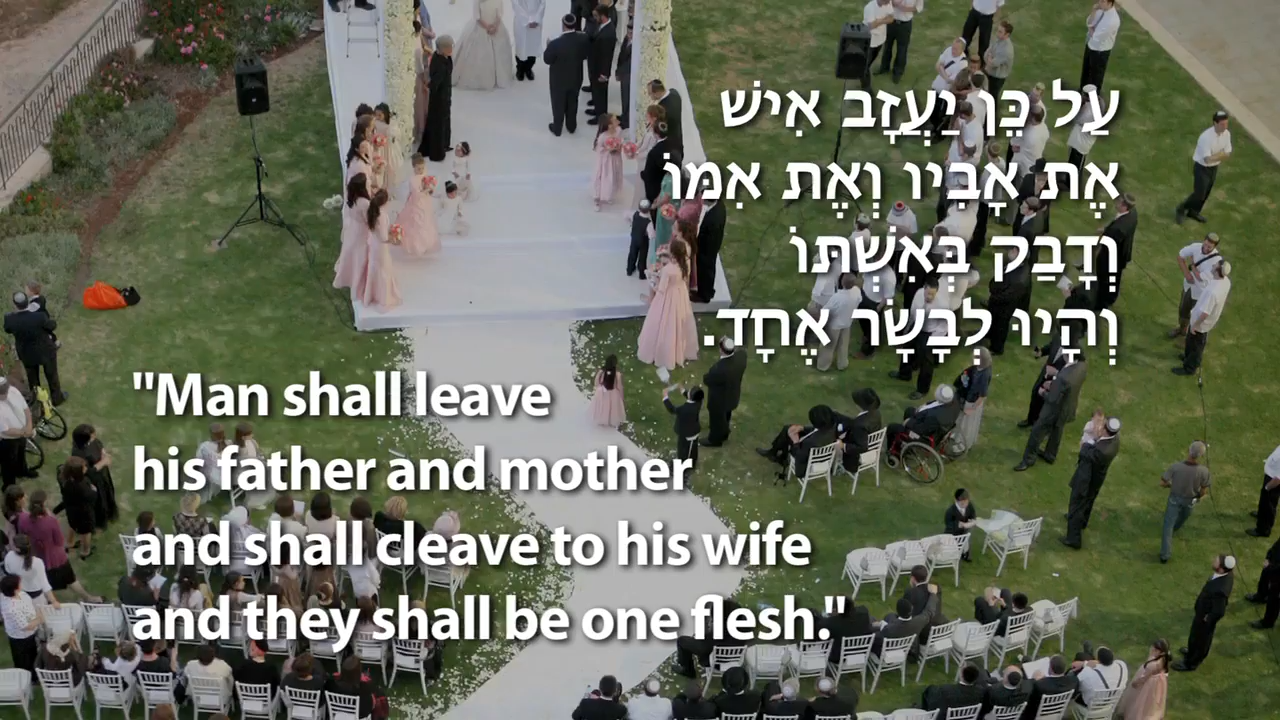 עַל כֵּן יַעֲזָב אִישׁ
אֶת אָבִיו וְאֶת אִמּוֹ
וְדָבַק בְּאִשְׁתּוֹ
וְהָיוּ לְבָשָׂר אֶחָד.
"Man shall leave
his father and mother
and shall cleave to his wife
and they shall be one flesh."